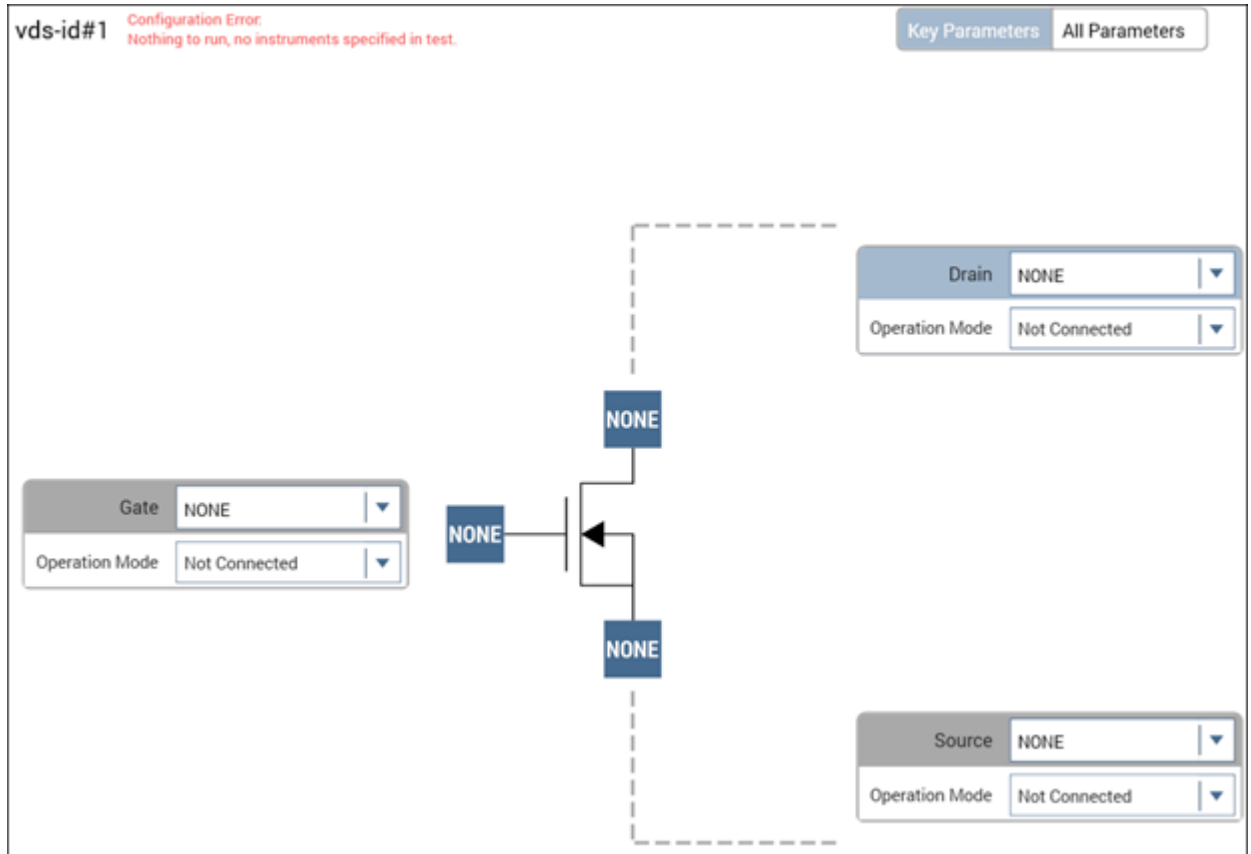 vds-id#1
Configuration Error:
Nothing to run, no instruments specified in test.
Key Parameters
All Parameters
Drain NONE
Operation Mode Not Connected
NONE
Gate NONE
Operation Mode Not Connected
NONE
NONE
Source NONE
Operation Mode Not Connected